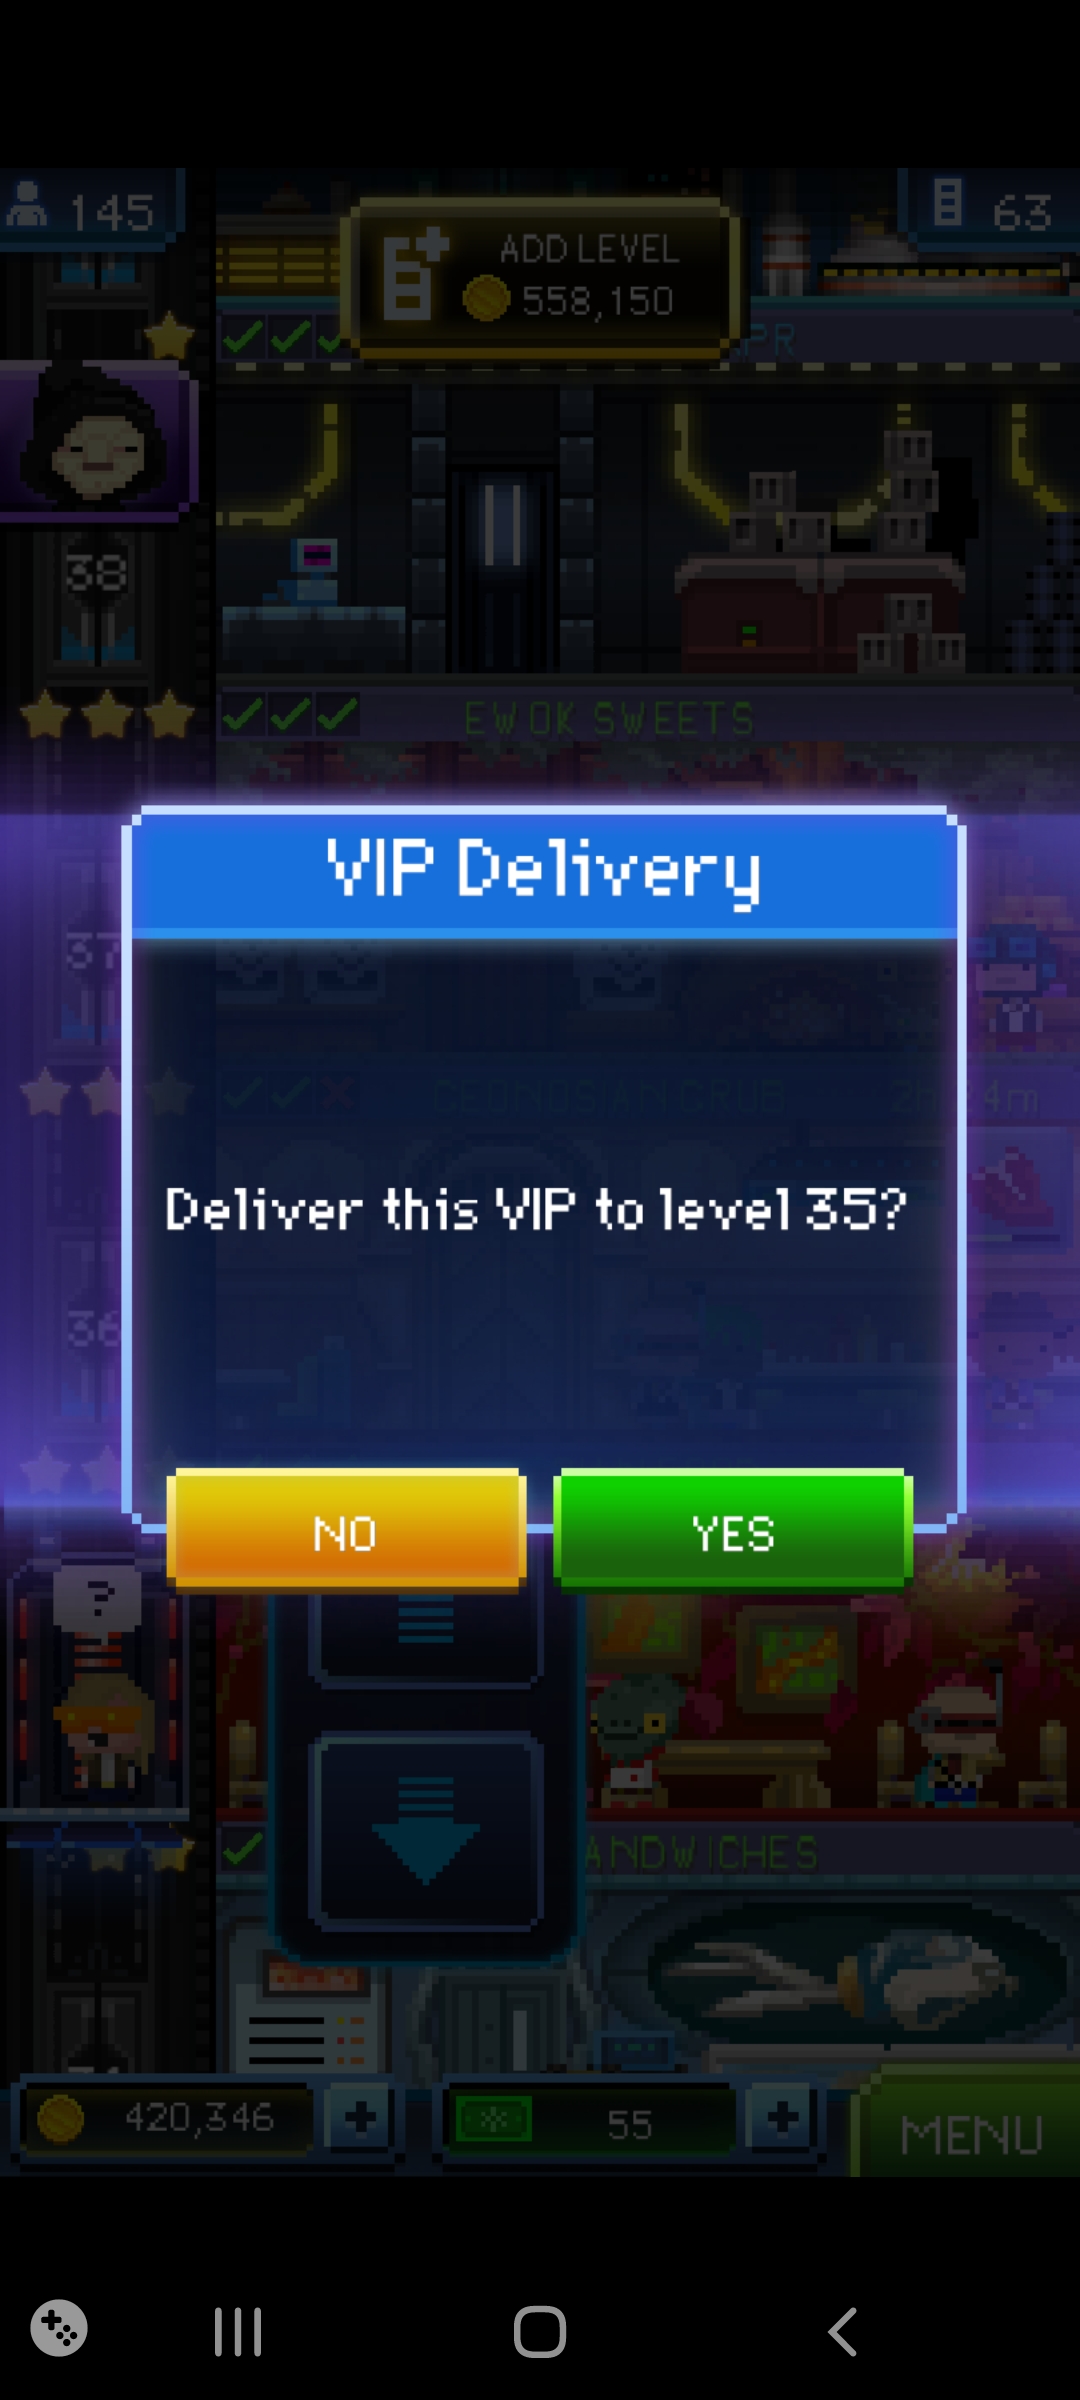 145
ADD LEVEL
558,150
63
38
EWOK SWEETS
VIP Delivery
37
24m
Deliver this VIP to level 35?
36
NO
YES
?
420,346
55
MENU